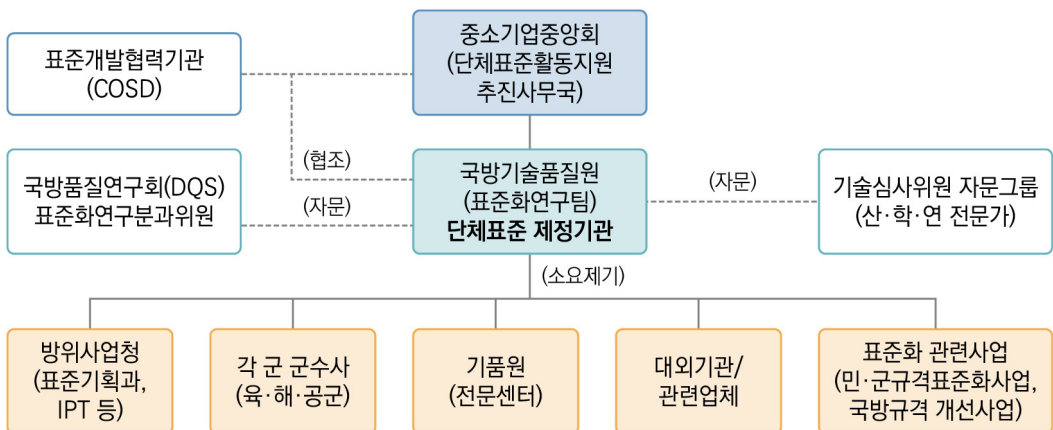 표준개발협력기관
(COSD)
중소기업중앙회
(단체표준활동지원
추진사무국)
(협조)
국방품질연구회(DQS)
표준화연구분과위원
(자문)
국방기술품질원
(표준화연구팀)
단체표준 제정기관
(자문)
기술심사위원 자문그룹
(산·학·연 전문가)
(소요제기)
방위사업청
(표준기획과,
IPT 등)
각 군 군수사
(육·해·공군)
기품원
(전문센터)
대외기관/
관련업체
표준화 관련사업
(민·군규격표준화사업,
국방규격 개선사업)